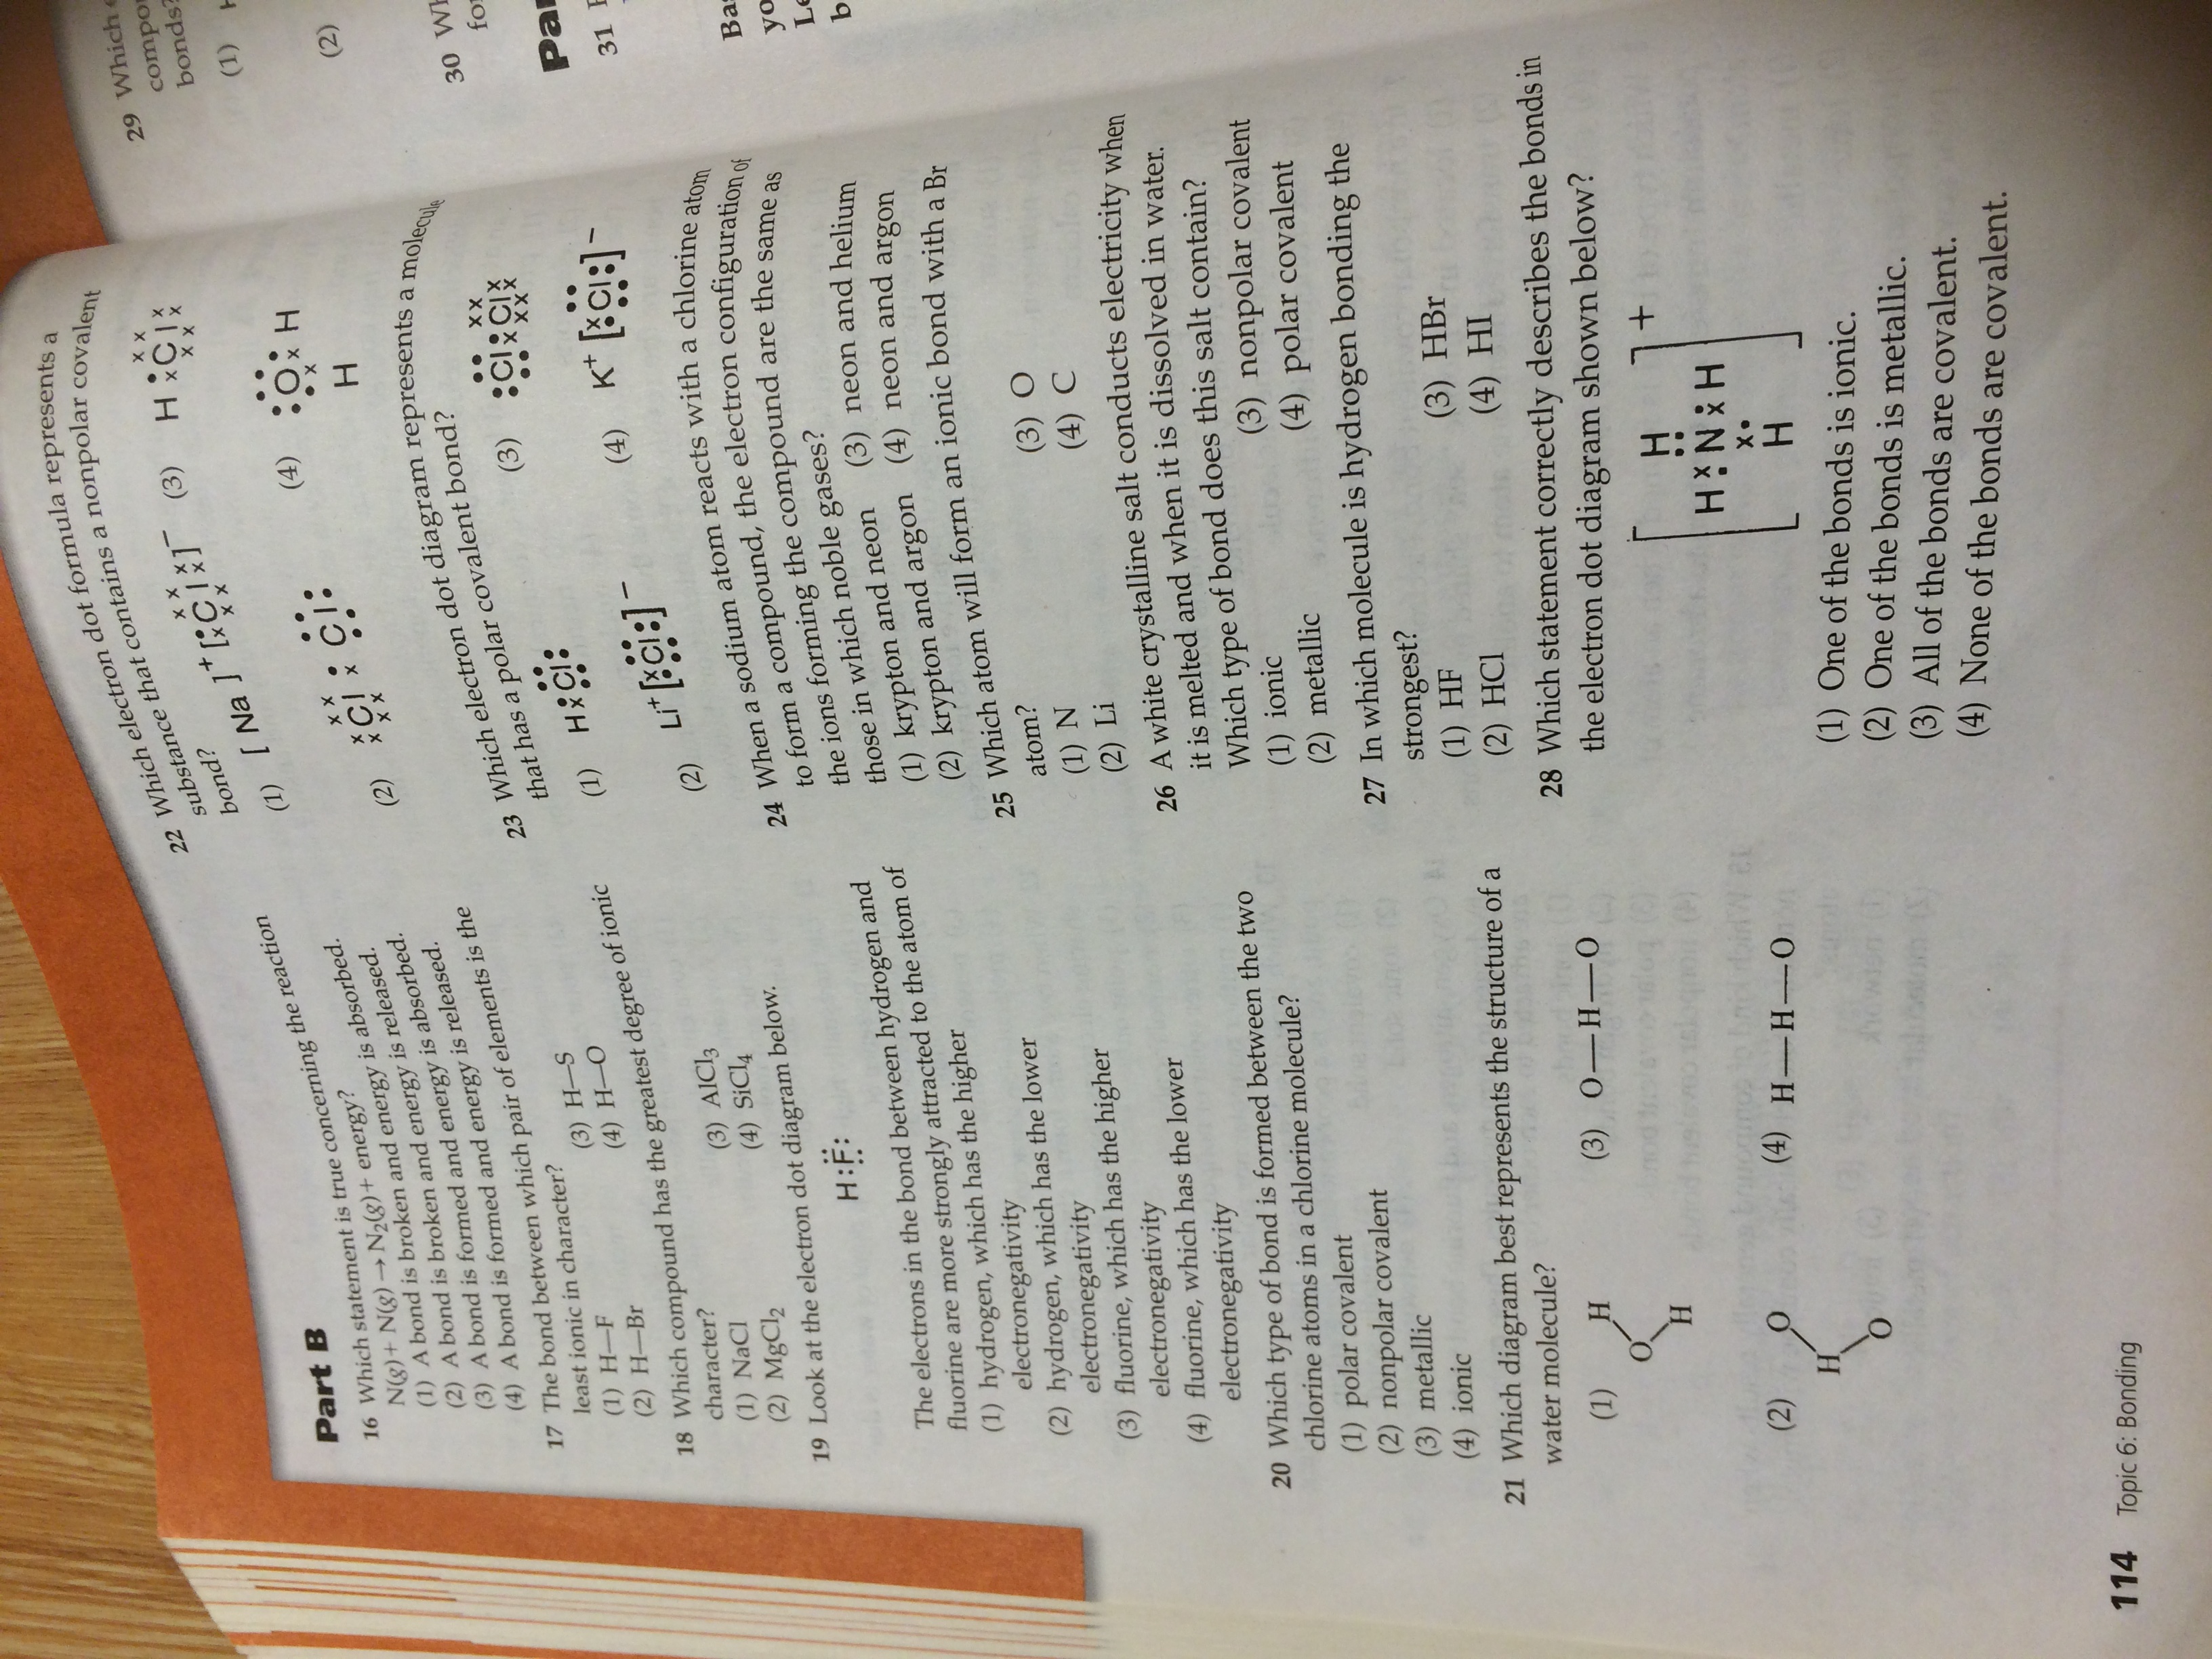 Part B
16 Which statement is true concerning the reaction
N(g) + N(g) → N₂(g) + energy?
(1) A bond is broken and energy is absorbed.
(2) A bond is broken and energy is released.
(3) A bond is formed and energy is absorbed.
(4) A bond is formed and energy is released.
17 The bond between which pair of elements is the
least ionic in character?
(1) H—F (3) H—S
(2) H—Br (4) H—O
18 Which compound has the greatest degree of ionic
character?
(1) NaCl (3) AlCl₃
(2) MgCl₂ (4) SiCl₄
19 Look at the electron dot diagram below.
H:F:
The electrons in the bond between hydrogen and
fluorine are more strongly attracted to the atom of
(1) hydrogen, which has the higher
electronegativity
(2) hydrogen, which has the lower
electronegativity
(3) fluorine, which has the higher
electronegativity
(4) fluorine, which has the lower
electronegativity
20 Which type of bond is formed between the two
chlorine atoms in a chlorine molecule?
(1) polar covalent
(2) nonpolar covalent
(3) metallic
(4) ionic
21 Which diagram best represents the structure of a
water molecule?
(1) H
O
H
(3) O—H—O
(2) O
H
O
(4) H—H—O
22 Which electron dot formula represents a
substance that contains a nonpolar covalent
bond?
(1) [Na]⁺[Cl]⁻ (3) H Cl
(2) Cl Cl (4) O H
H
23 Which electron dot diagram represents a molecule
that has a polar covalent bond?
(1) H Cl: (3) :Cl Cl
(2) Li⁺[Cl:]⁻ (4) K⁺[Cl:]⁻
24 When a sodium atom reacts with a chlorine atom
to form a compound, the electron configuration of
the ions forming the compound are the same as
those in which noble gases?
(1) krypton and neon (3) neon and helium
(2) krypton and argon (4) neon and argon
25 Which atom will form an ionic bond with a Br
atom?
(1) N (3) O
(2) Li (4) C
26 A white crystalline salt conducts electricity when
it is melted and when it is dissolved in water.
Which type of bond does this salt contain?
(1) ionic (3) nonpolar covalent
(2) metallic (4) polar covalent
27 In which molecule is hydrogen bonding the
strongest?
(1) HF (3) HBr
(2) HCl (4) HI
28 Which statement correctly describes the bonds in
the electron dot diagram shown below?
[H
H N H
H]⁺
(1) One of the bonds is ionic.
(2) One of the bonds is metallic.
(3) All of the bonds are covalent.
(4) None of the bonds are covalent.
29 Which
bonds?
(1)
(2)
30
31
114 Topic 6: Bonding